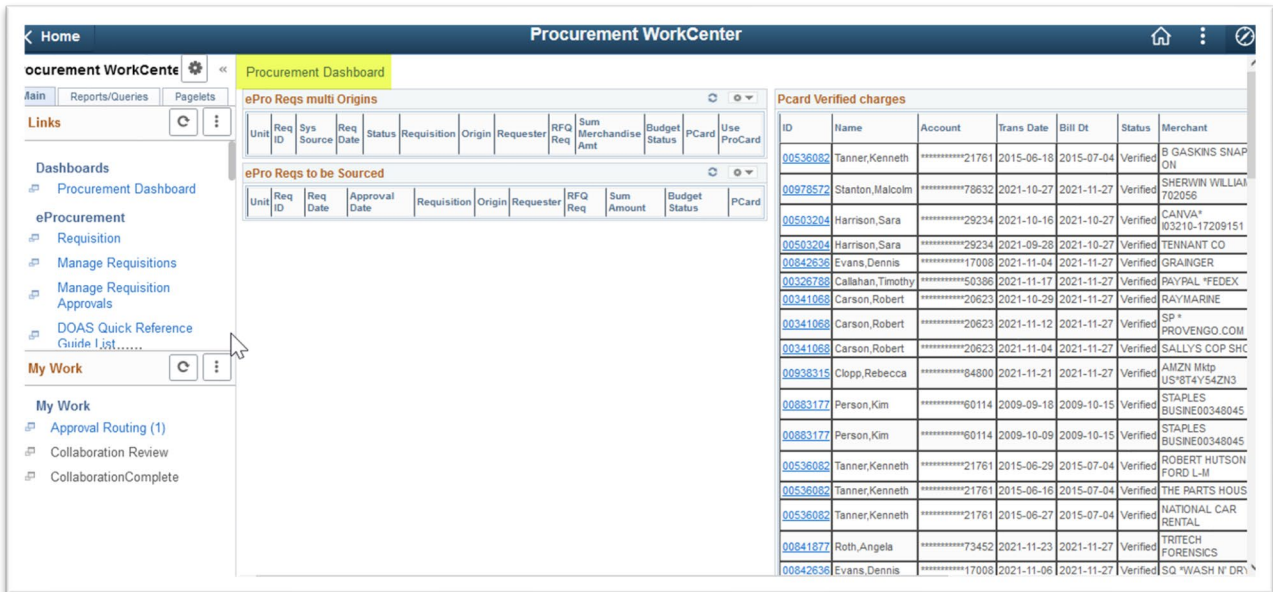 Home
Procurement WorkCenter
ocurement WorkCente
Procurement Dashboard
Main Reports/Queries Pagelets
Links
Dashboards
Procurement Dashboard
eProcurement
Requisition
Manage Requisitions
Manage Requisition
Approvals
DOAS Quick Reference
Guide List......
My Work
My Work
Approval Routing (1)
Collaboration Review
CollaborationComplete
ePro Reqs multi Origins
Unit Req ID Sys Source Req Date Status Requisition Origin Requester RFQ Req Sum Merchandise Amt Budget Status PCard Use ProCard
ePro Reqs to be Sourced
Unit Req ID Req Date Approval Date Requisition Origin Requester RFQ Req Sum Amount Budget Status PCard
Pcard Verified charges
ID Name Account Trans Date Bill Dt Status Merchant
00536082 Tanner,Kenneth ***********21761 2015-06-18 2015-07-04 Verified B GASKINS SNAP ON
00978572 Stanton,Malcolm ***********78632 2021-10-27 2021-11-27 Verified SHERWIN WILLIAM 702056
00503204 Harrison,Sara ***********29234 2021-10-16 2021-10-27 Verified CANVA* I03210-17209151
00503204 Harrison,Sara ***********29234 2021-09-28 2021-10-27 Verified TENNANT CO
00842636 Evans,Dennis ***********17008 2021-11-04 2021-11-27 Verified GRAINGER
00326788 Callahan,Timothy ***********50386 2021-11-17 2021-11-27 Verified PAYPAL *FEDEX
00341068 Carson,Robert ***********20623 2021-10-29 2021-11-27 Verified RAYMARINE
00341068 Carson,Robert ***********20623 2021-11-12 2021-11-27 Verified SP * PROVENGO.COM
00341068 Carson,Robert ***********20623 2021-11-04 2021-11-27 Verified SALLYS COP SHO
00938315 Clopp,Rebecca ***********84800 2021-11-21 2021-11-27 Verified AMZN Mktp US*8T4Y54ZN3
00883177 Person,Kim ***********60114 2009-09-18 2009-10-15 Verified STAPLES BUSINE00348045
00883177 Person,Kim ***********60114 2009-10-09 2009-10-15 Verified STAPLES BUSINE00348045
00536082 Tanner,Kenneth ***********21761 2015-06-29 2015-07-04 Verified ROBERT HUTSON FORD L-M
00536082 Tanner,Kenneth ***********21761 2015-06-16 2015-07-04 Verified THE PARTS HOUS
00536082 Tanner,Kenneth ***********21761 2015-06-27 2015-07-04 Verified NATIONAL CAR RENTAL
00841877 Roth,Angela ***********73452 2021-11-23 2021-11-27 Verified TRITECH FORENSICS
00842636 Evans,Dennis ***********17008 2021-11-06 2021-11-27 Verified SQ *WASH N' DRY